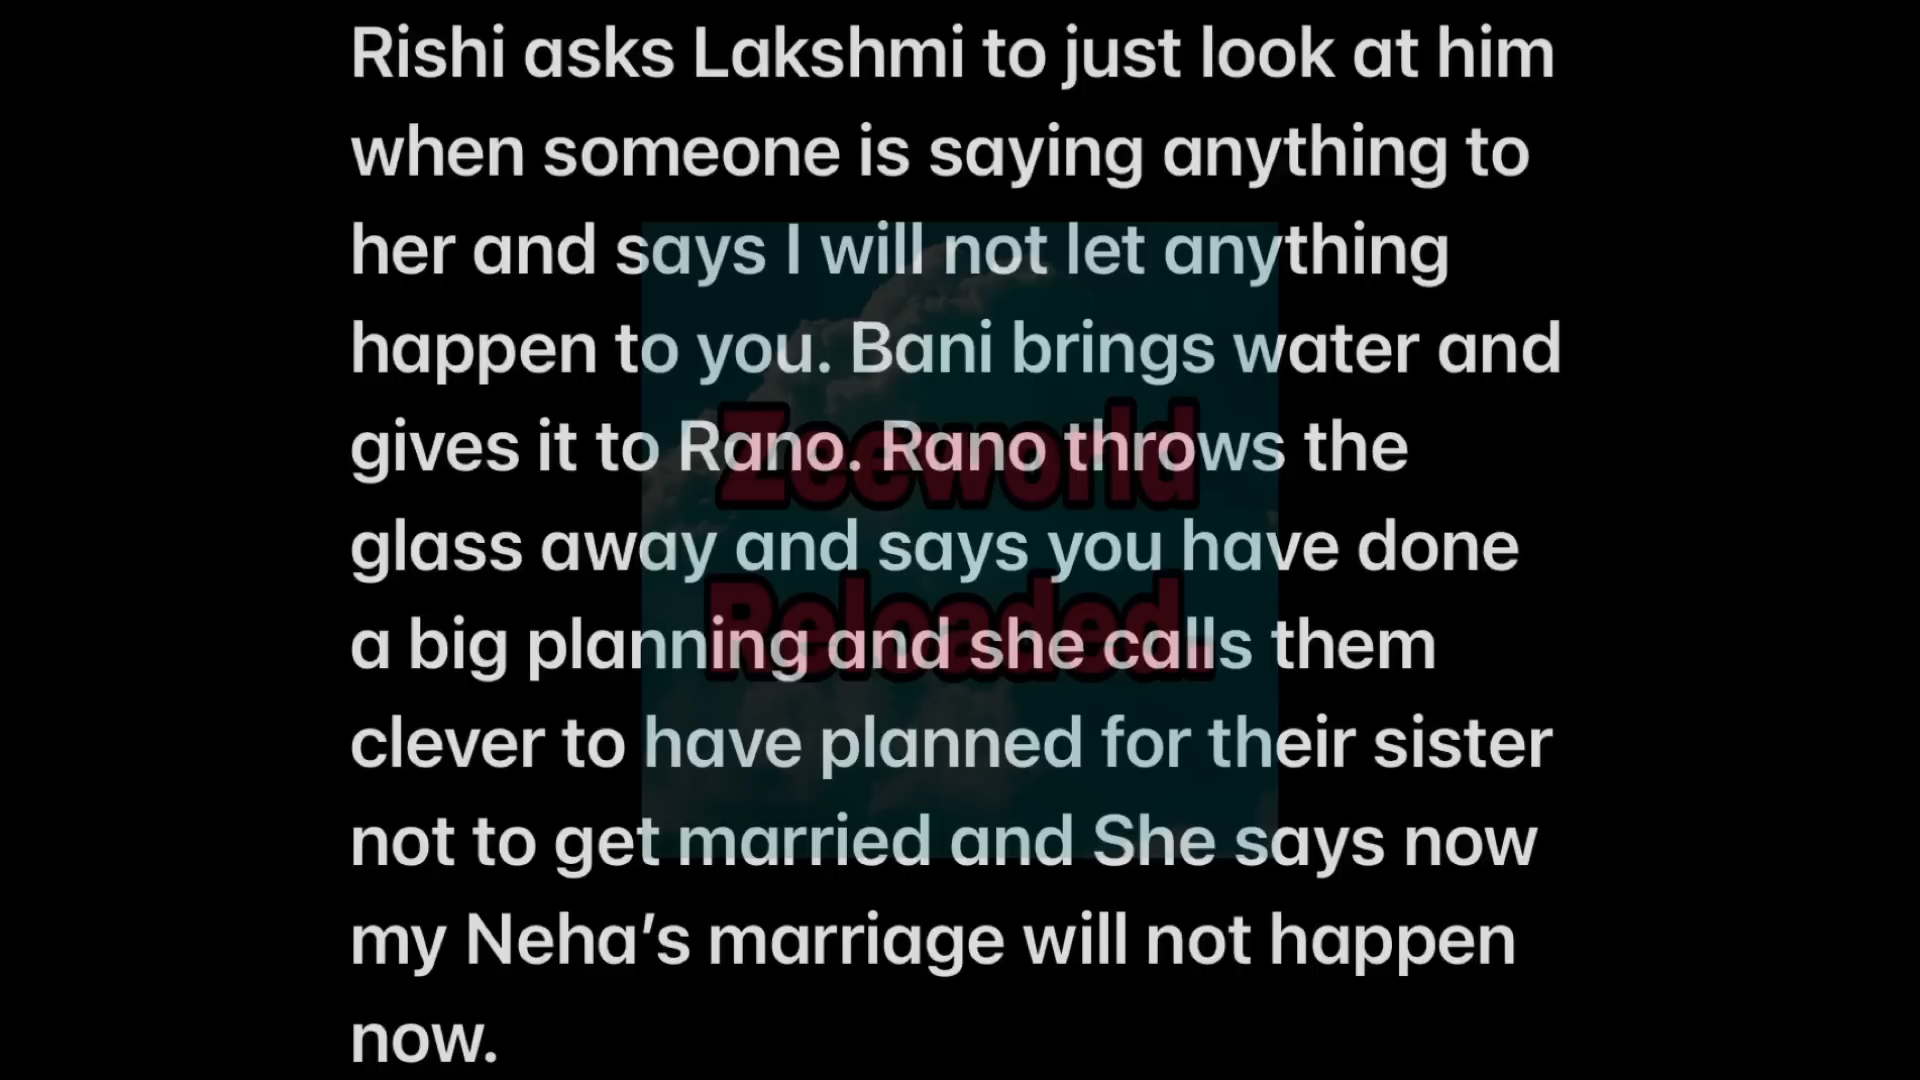 Rishi asks Lakshmi to just look at him
when someone is saying anything to
her and says I will not let anything
happen to you. Bani brings water and
gives it to Rano. Rano throws the
glass away and says you have done
a big planning and she calls them
clever to have planned for their sister
not to get married and She says now
my Neha's marriage will not happen
now.
Zeeworld
Reloaded.